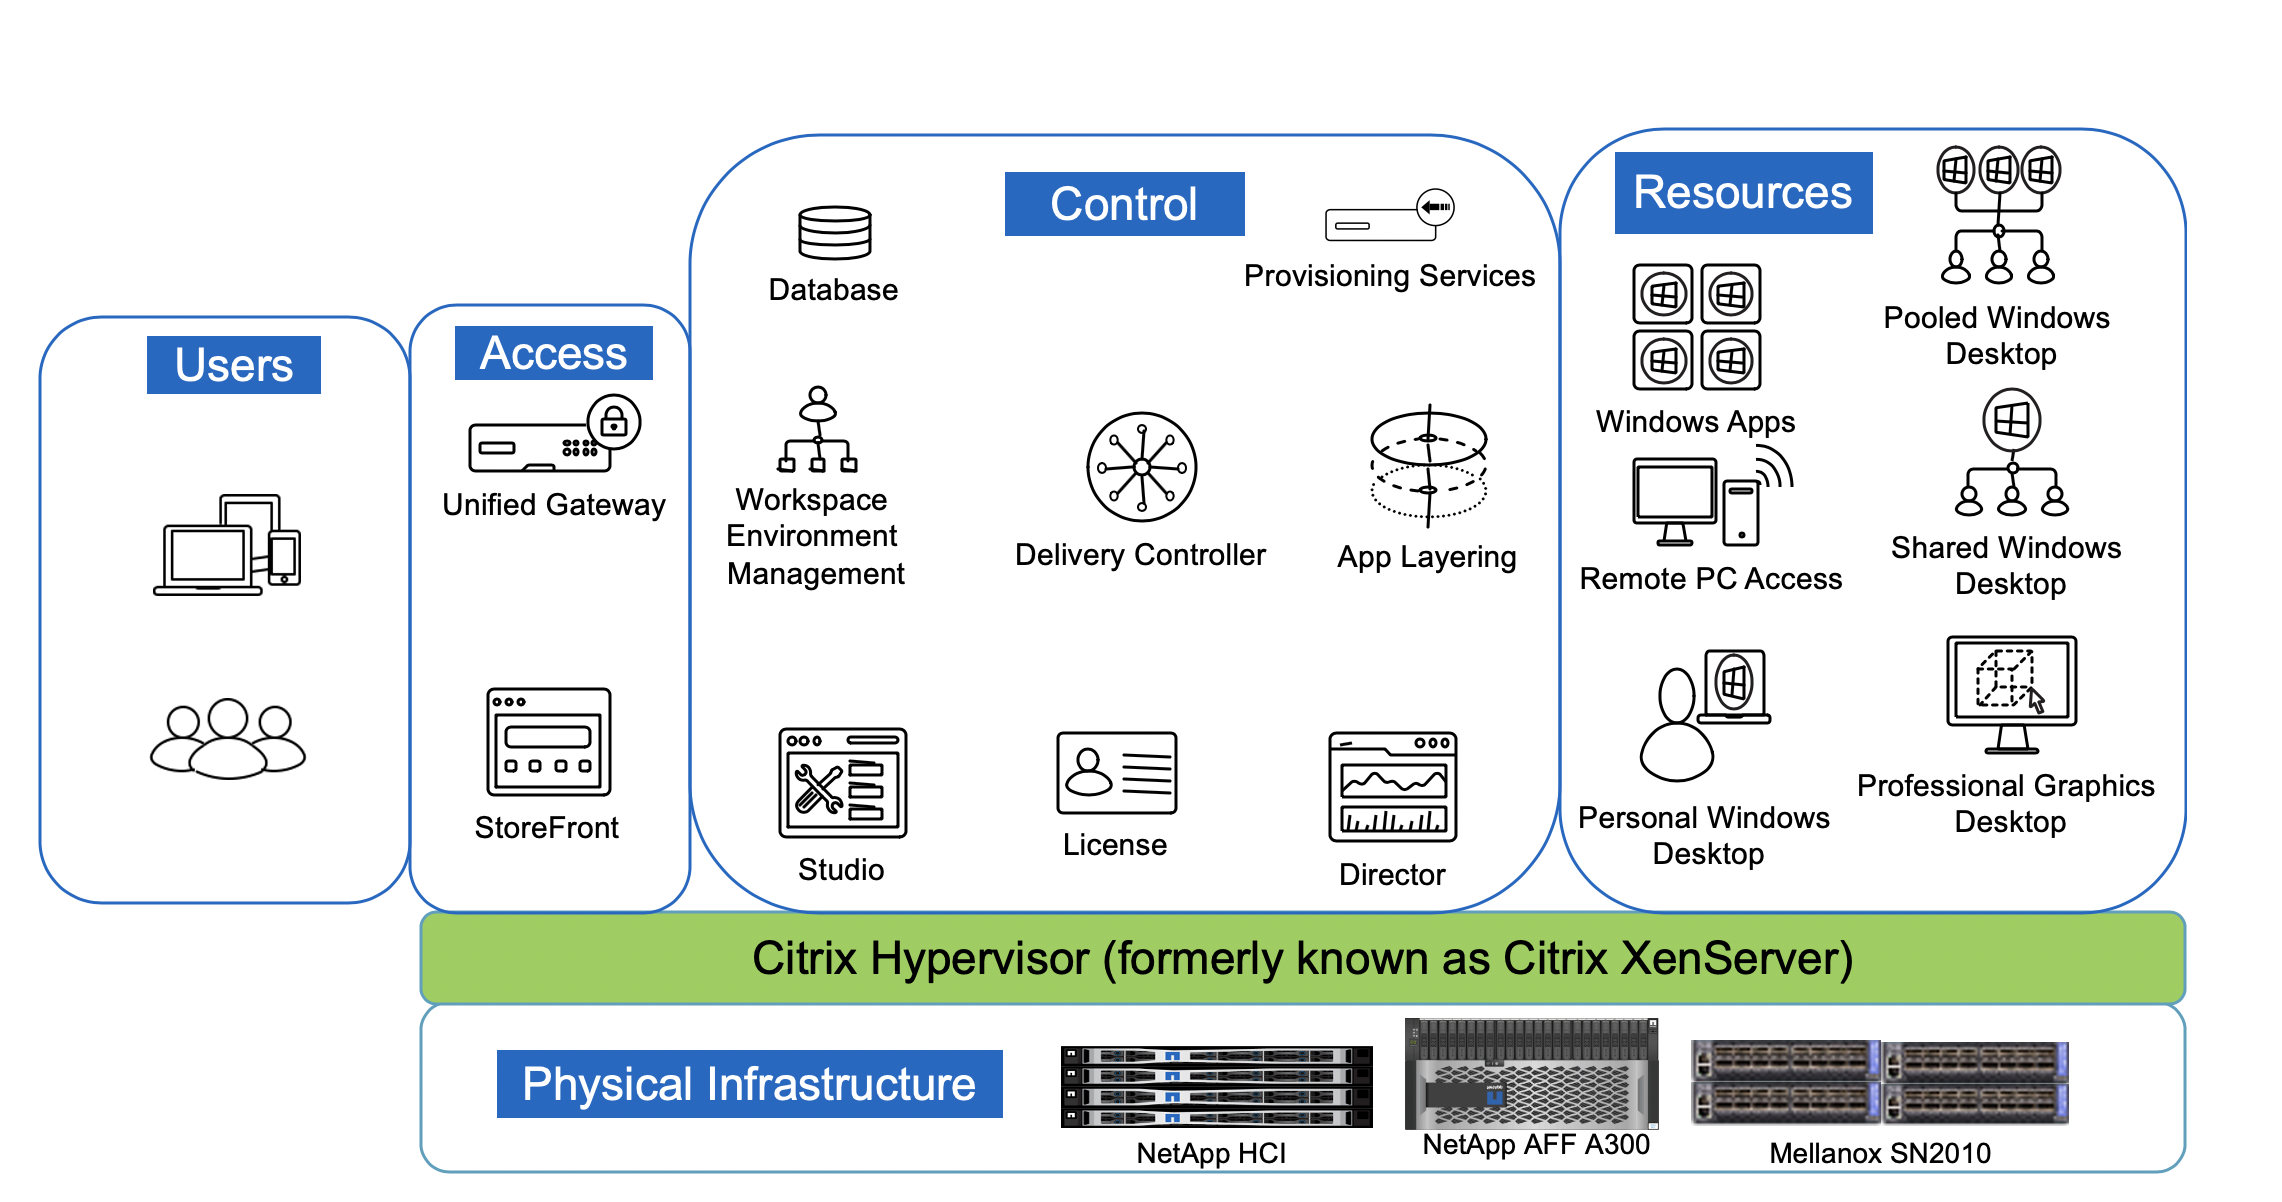 Users
Access
Unified Gateway
StoreFront
Control
Database
Provisioning Services
Workspace
Environment
Management
Delivery Controller
App Layering
Studio
License
Director
Resources
Windows Apps
Pooled Windows
Desktop
Remote PC Access
Shared Windows
Desktop
Personal Windows
Desktop
Professional Graphics
Desktop
Citrix Hypervisor (formerly known as Citrix XenServer)
Physical Infrastructure
NetApp HCI
NetApp AFF A300
Mellanox SN2010